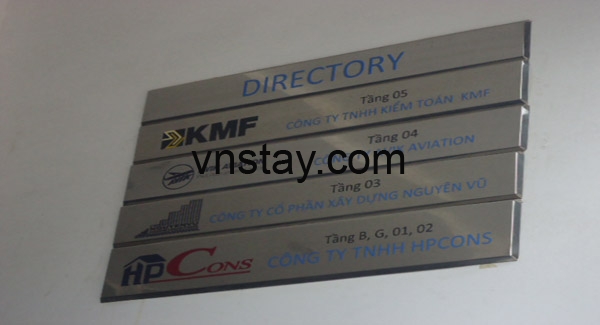 DIRECTORY
KMF
Tầng 05
CÔNG TY TNHH KIỂM TOÁN KMF
Tầng 04
AVIATION
vnstay.com
Tầng 03
CÔNG TY CỔ PHẦN XÂY DỰNG NGUYÊN VŨ
HPCONS
Tầng B, G, 01, 02
CÔNG TY TNHH HPCONS